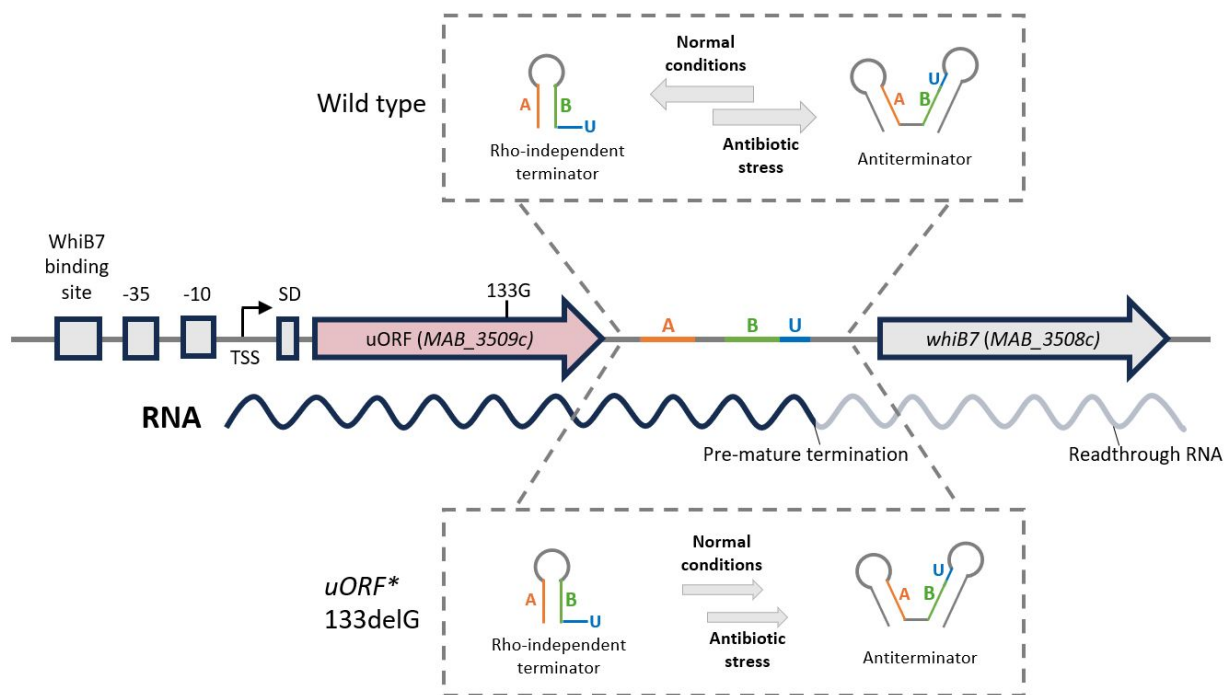 Wild type
Normal
conditions
A
B
U
Rho-independent
terminator
Antibiotic
stress
A
B
U
Antiterminator
WhiB7
binding
site
-35
-10
TSS
SD
133G
uORF (MAB_3509c)
A
B
U
whiB7 (MAB_3508c)
RNA
Pre-mature termination
Readthrough RNA
uORF*
133delG
Normal
conditions
A
B
U
Rho-independent
terminator
Antibiotic
stress
A
B
U
Antiterminator